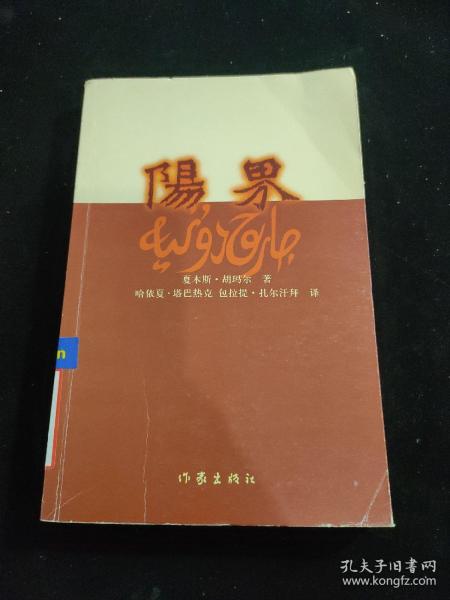 陽界
جارىق دۇنيە
夏木斯·胡玛尔 著
哈依夏·塔巴热克 包拉提·扎尔汗拜 译
n
作家出版社
孔夫子旧书网
www.kongfz.com